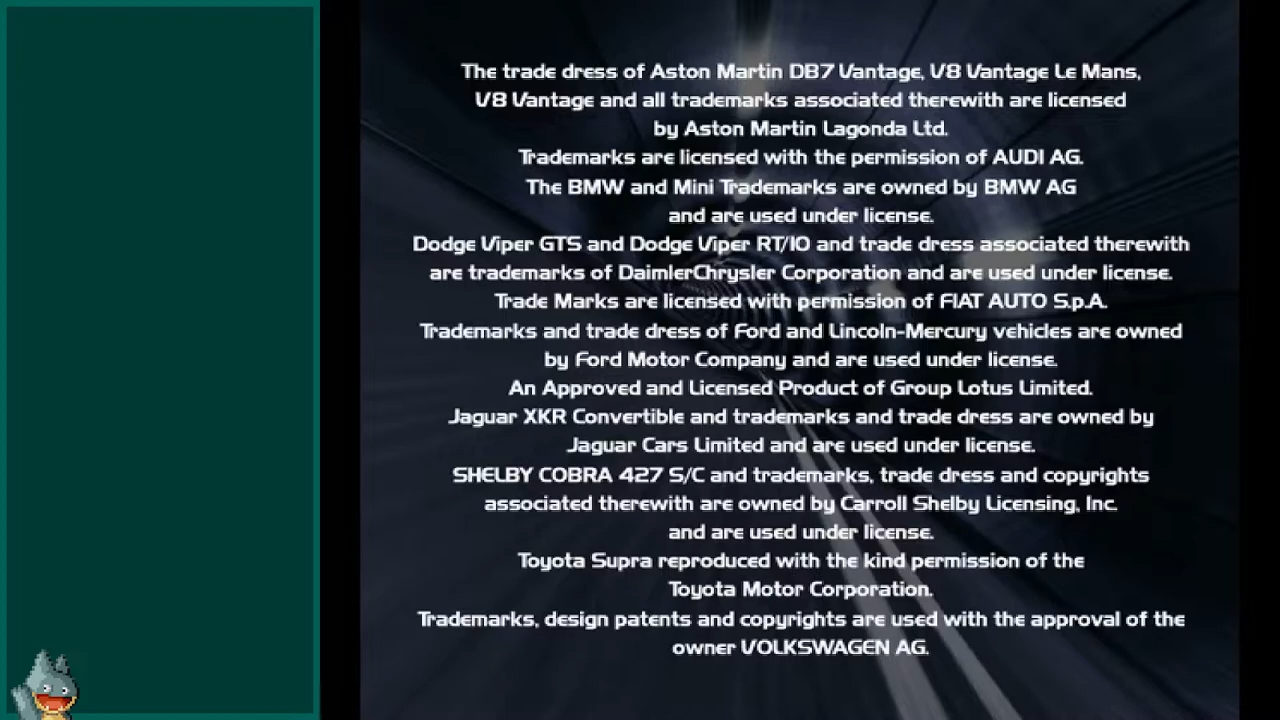 The trade dress of Aston Martin DB7 Vantage, V8 Vantage Le Mans,
V8 Vantage and all trademarks associated therewith are licensed
by Aston Martin Lagonda Ltd.
Trademarks are licensed with the permission of AUDI AG.
The BMW and Mini Trademarks are owned by BMW AG
and are used under license.
Dodge Viper GTS and Dodge Viper RT/10 and trade dress associated therewith
are trademarks of DaimlerChrysler Corporation and are used under license.
Trade Marks are licensed with permission of FIAT AUTO S.p.A.
Trademarks and trade dress of Ford and Lincoln-Mercury vehicles are owned
by Ford Motor Company and are used under license.
An Approved and Licensed Product of Group Lotus Limited.
Jaguar XKR Convertible and trademarks and trade dress are owned by
Jaguar Cars Limited and are used under license.
SHELBY COBRA 427 S/C and trademarks, trade dress and copyrights
associated therewith are owned by Carroll Shelby Licensing, Inc.
and are used under license.
Toyota Supra reproduced with the kind permission of the
Toyota Motor Corporation.
Trademarks, design patents and copyrights are used with the approval of the
owner VOLKSWAGEN AG.